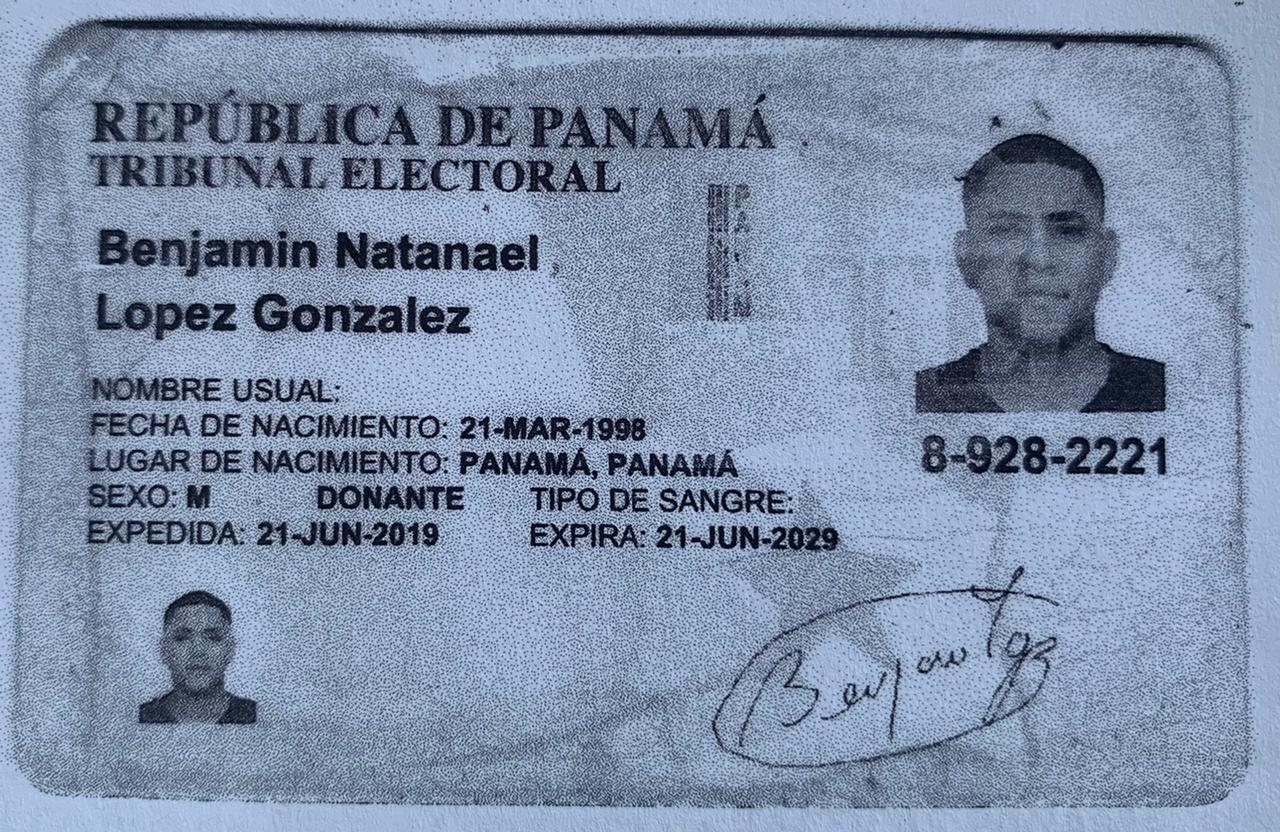 REPÚBLICA DE PANAMÁ
TRIBUNAL ELECTORAL
Benjamin Natanael
Lopez Gonzalez
NOMBRE USUAL:
FECHA DE NACIMIENTO: 21-MAR-1998
LUGAR DE NACIMIENTO: PANAMÁ, PANAMÁ
SEXO: M DONANTE TIPO DE SANGRE:
EXPEDIDA: 21-JUN-2019 EXPIRA: 21-JUN-2029
8-928-2221